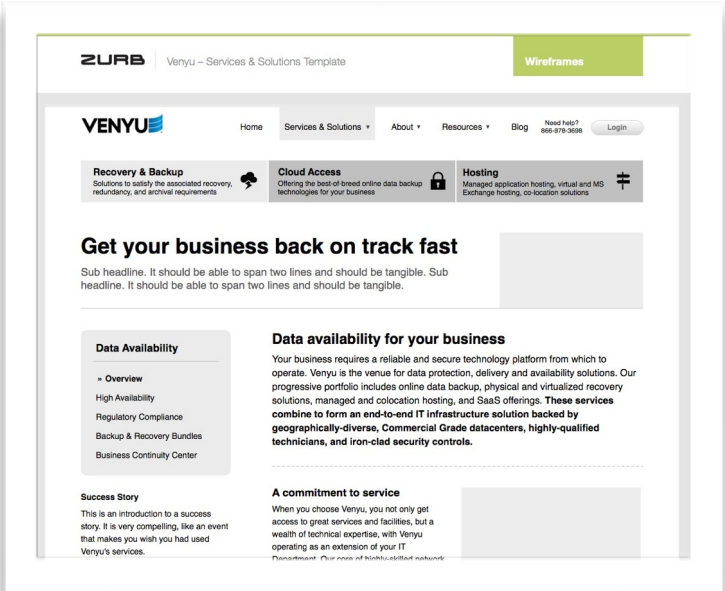 ZURB
Venyu – Services & Solutions Template
Wireframes
VENYU
Home
Services & Solutions
About
Resources
Blog
Need help?
866-978-3698
Login
Recovery & Backup
Solutions to satisfy the associated recovery,
redundancy, and archival requirements
Cloud Access
Offering the best-of-breed online data backup
technologies for your business
Hosting
Managed application hosting, virtual and MS
Exchange hosting, co-location solutions
Get your business back on track fast
Sub headline. It should be able to span two lines and should be tangible. Sub
headline. It should be able to span two lines and should be tangible.
Data Availability
» Overview
High Availability
Regulatory Compliance
Backup & Recovery Bundles
Business Continuity Center
Success Story
This is an introduction to a success
story. It is very compelling, like an event
that makes you wish you had used
Venyu's services.
Data availability for your business
Your business requires a reliable and secure technology platform from which to
operate. Venyu is the venue for data protection, delivery and availability solutions. Our
progressive portfolio includes online data backup, physical and virtualized recovery
solutions, managed and colocation hosting, and SaaS offerings. These services
combine to form an end-to-end IT infrastructure solution backed by
geographically-diverse, Commercial Grade datacenters, highly-qualified
technicians, and iron-clad security controls.
A commitment to service
When you choose Venyu, you not only get
access to great services and facilities, but a
wealth of technical expertise, with Venyu
operating as an extension of your IT
Department. Our core of highly-skilled network